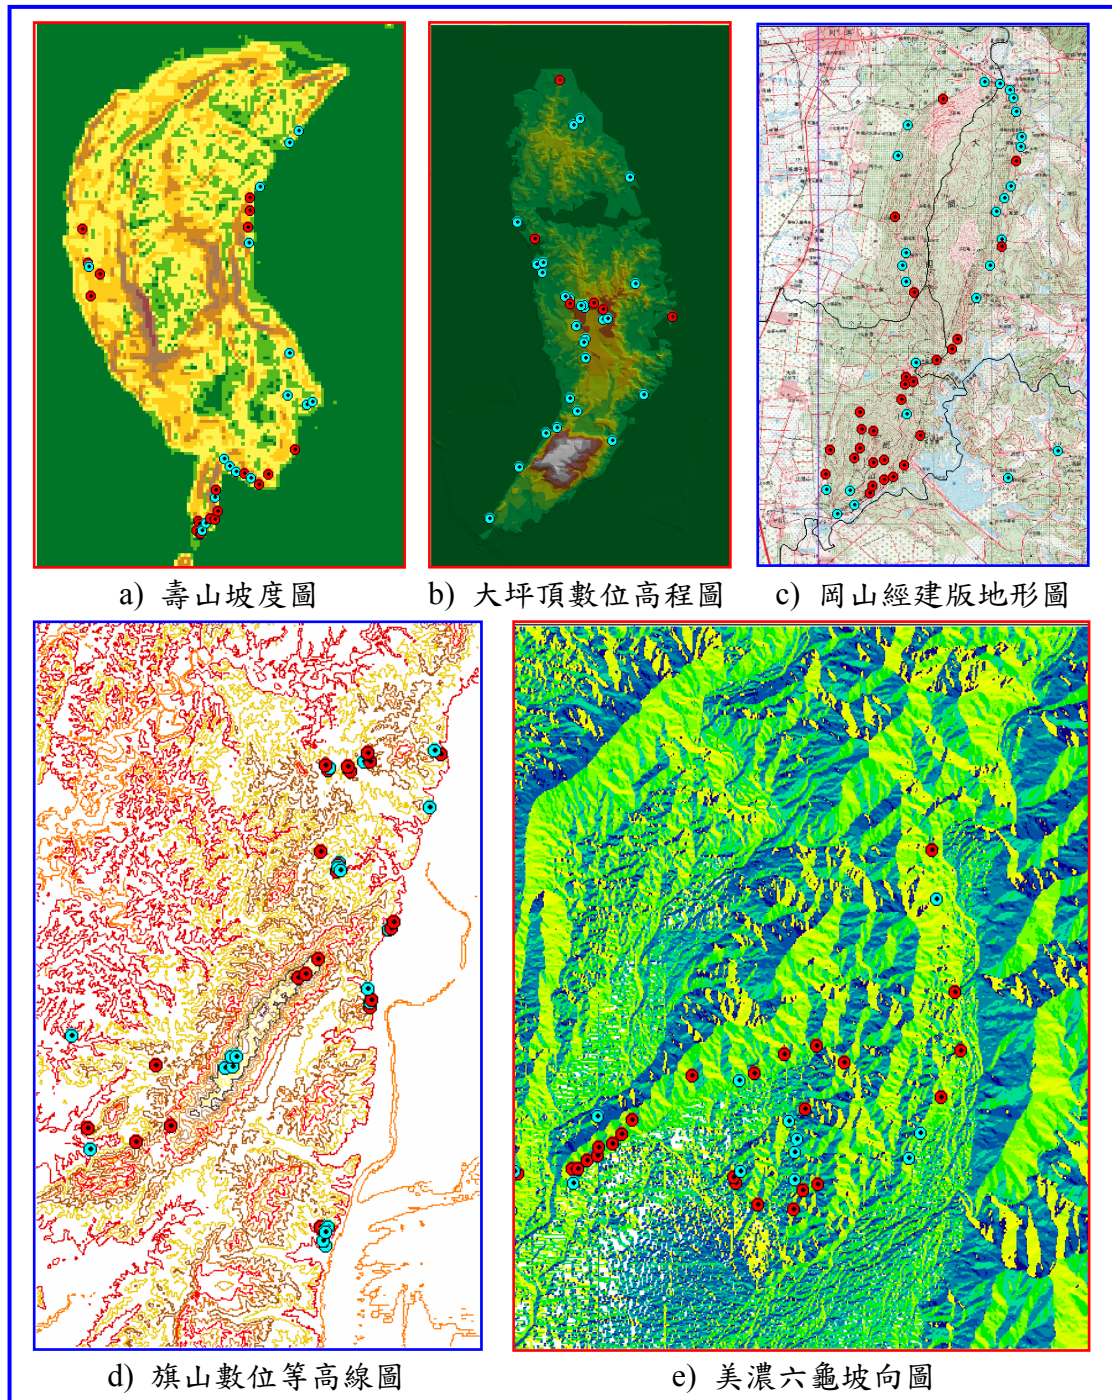 a) 壽山坡度圖
b) 大坪頂數位高程圖
c) 岡山經建版地形圖
d) 旗山數位等高線圖
e) 美濃六龜坡向圖